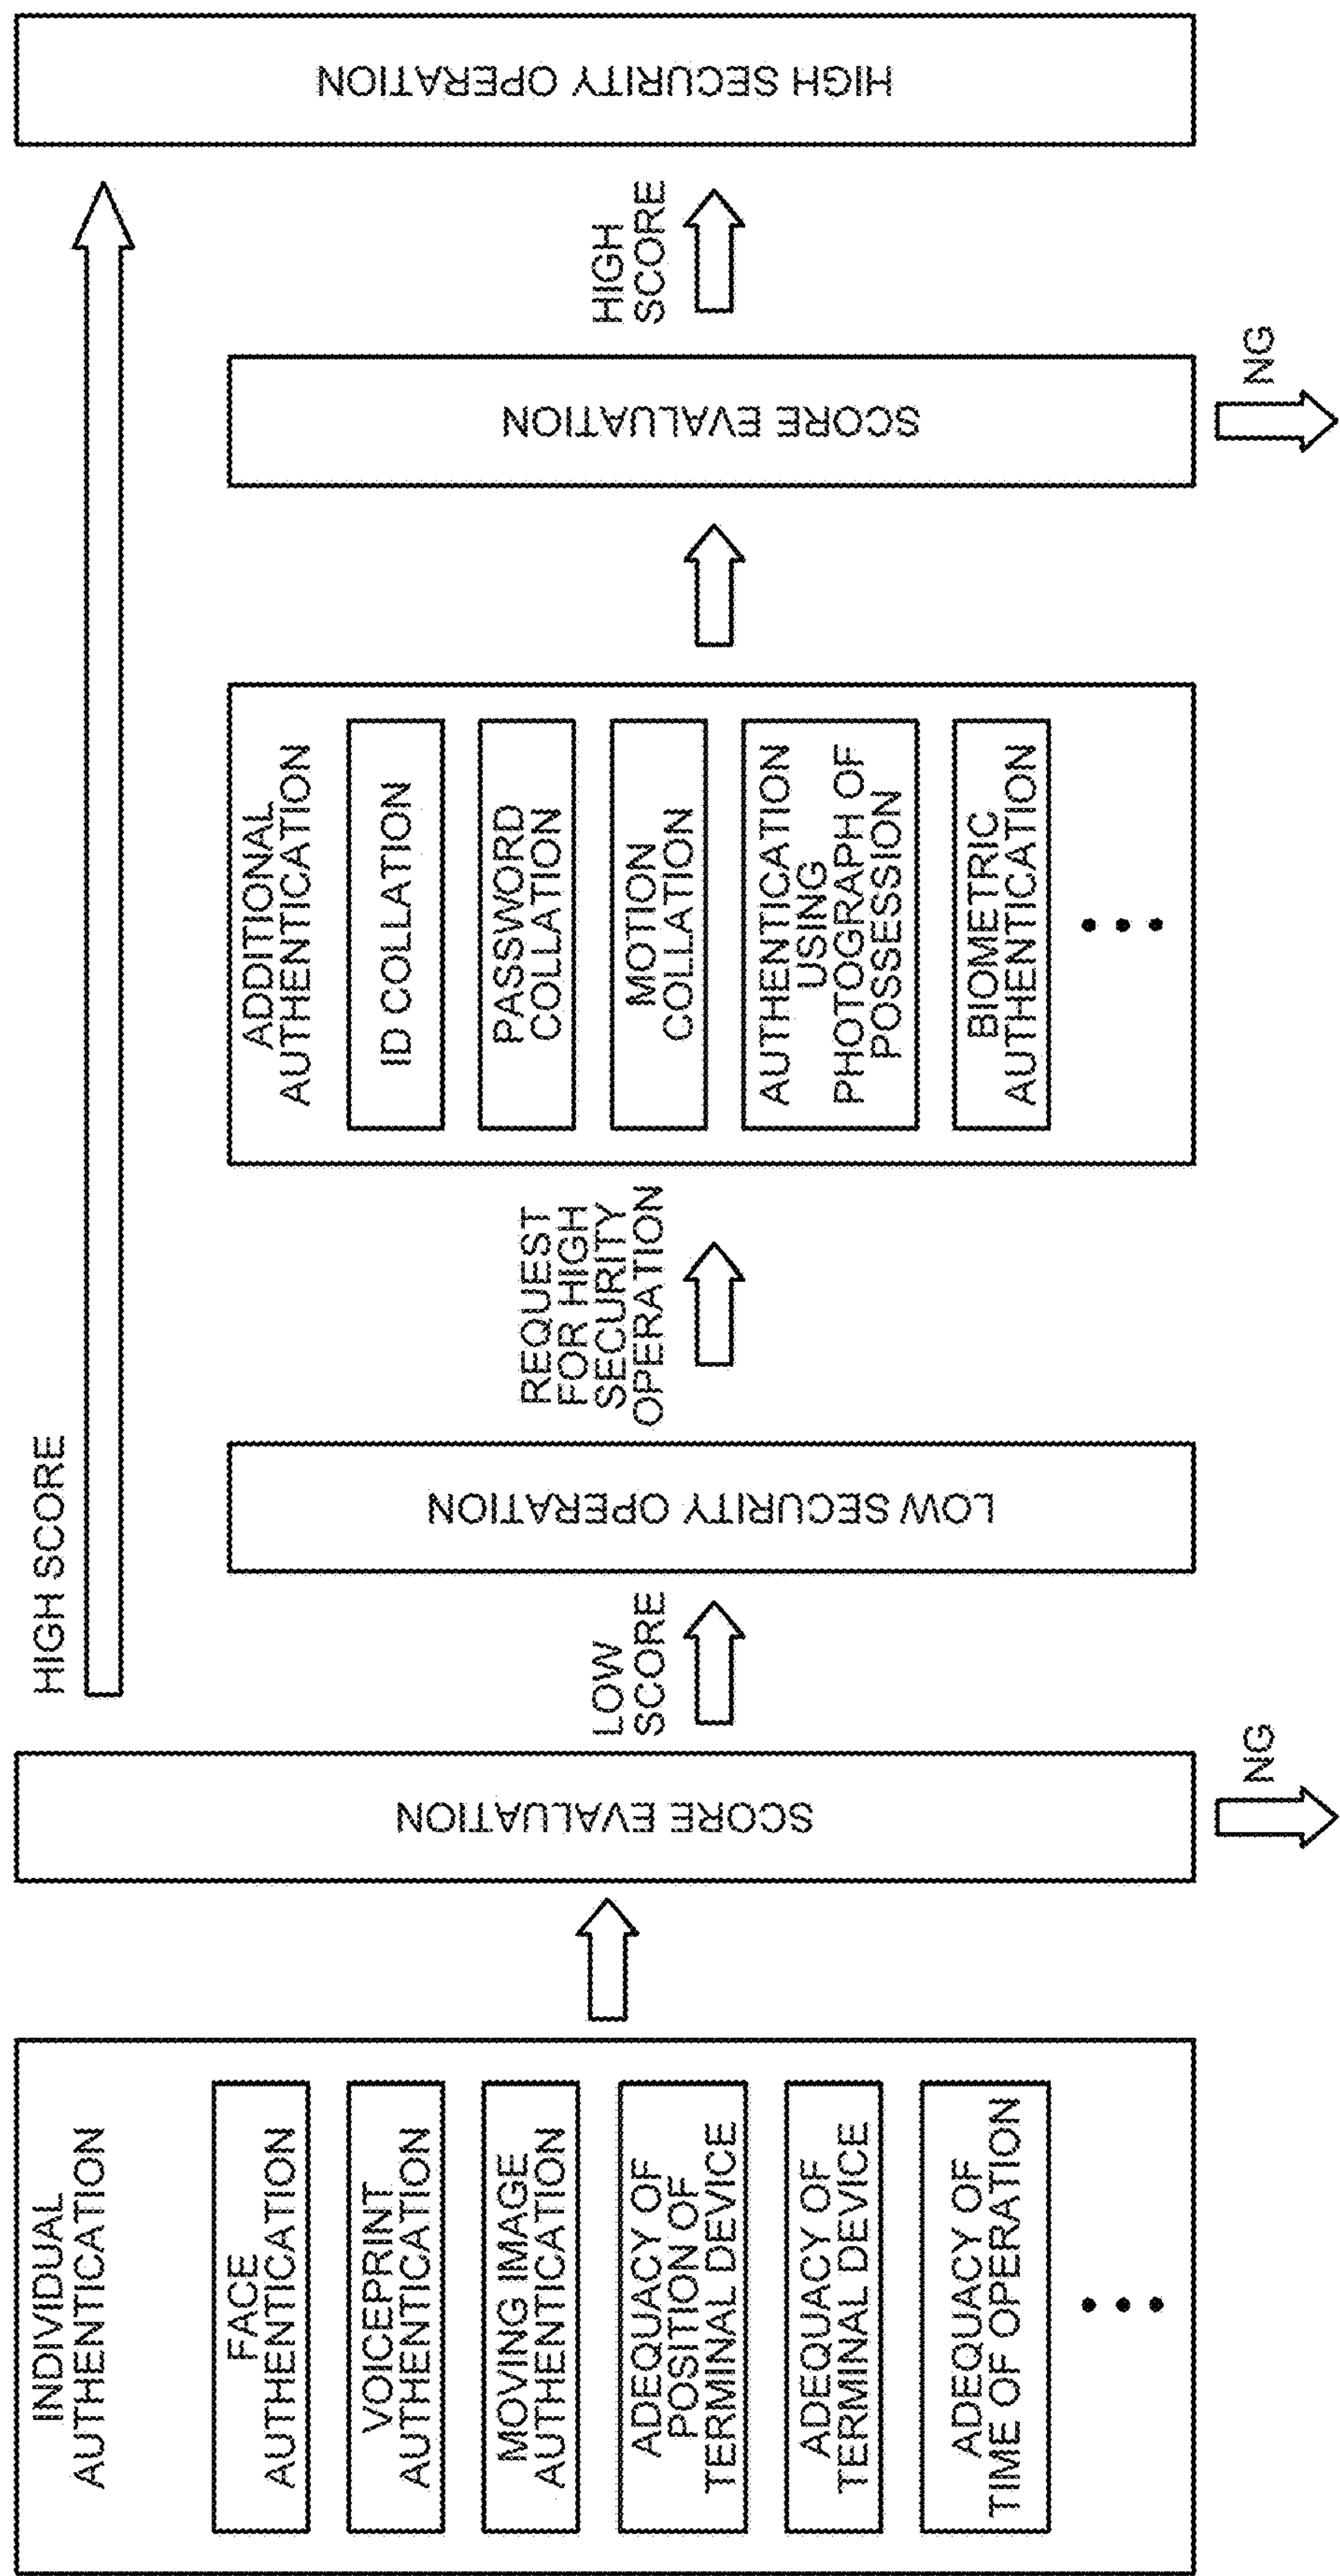 INDIVIDUAL
AUTHENTICATION
FACE
AUTHENTICATION
VOICEPRINT
AUTHENTICATION
MOVING IMAGE
AUTHENTICATION
ADEQUACY OF
POSITION OF
TERMINAL DEVICE
ADEQUACY OF
TERMINAL DEVICE
ADEQUACY OF
TIME OF OPERATION
SCORE EVALUATION
NG
HIGH SCORE
LOW
SCORE
LOW SECURITY OPERATION
REQUEST
FOR HIGH
SECURITY
OPERATION
ADDITIONAL
AUTHENTICATION
ID COLLATION
PASSWORD
COLLATION
MOTION
COLLATION
AUTHENTICATION
USING
PHOTOGRAPH OF
POSSESSION
BIOMETRIC
AUTHENTICATION
SCORE EVALUATION
NG
HIGH
SCORE
HIGH SECURITY OPERATION